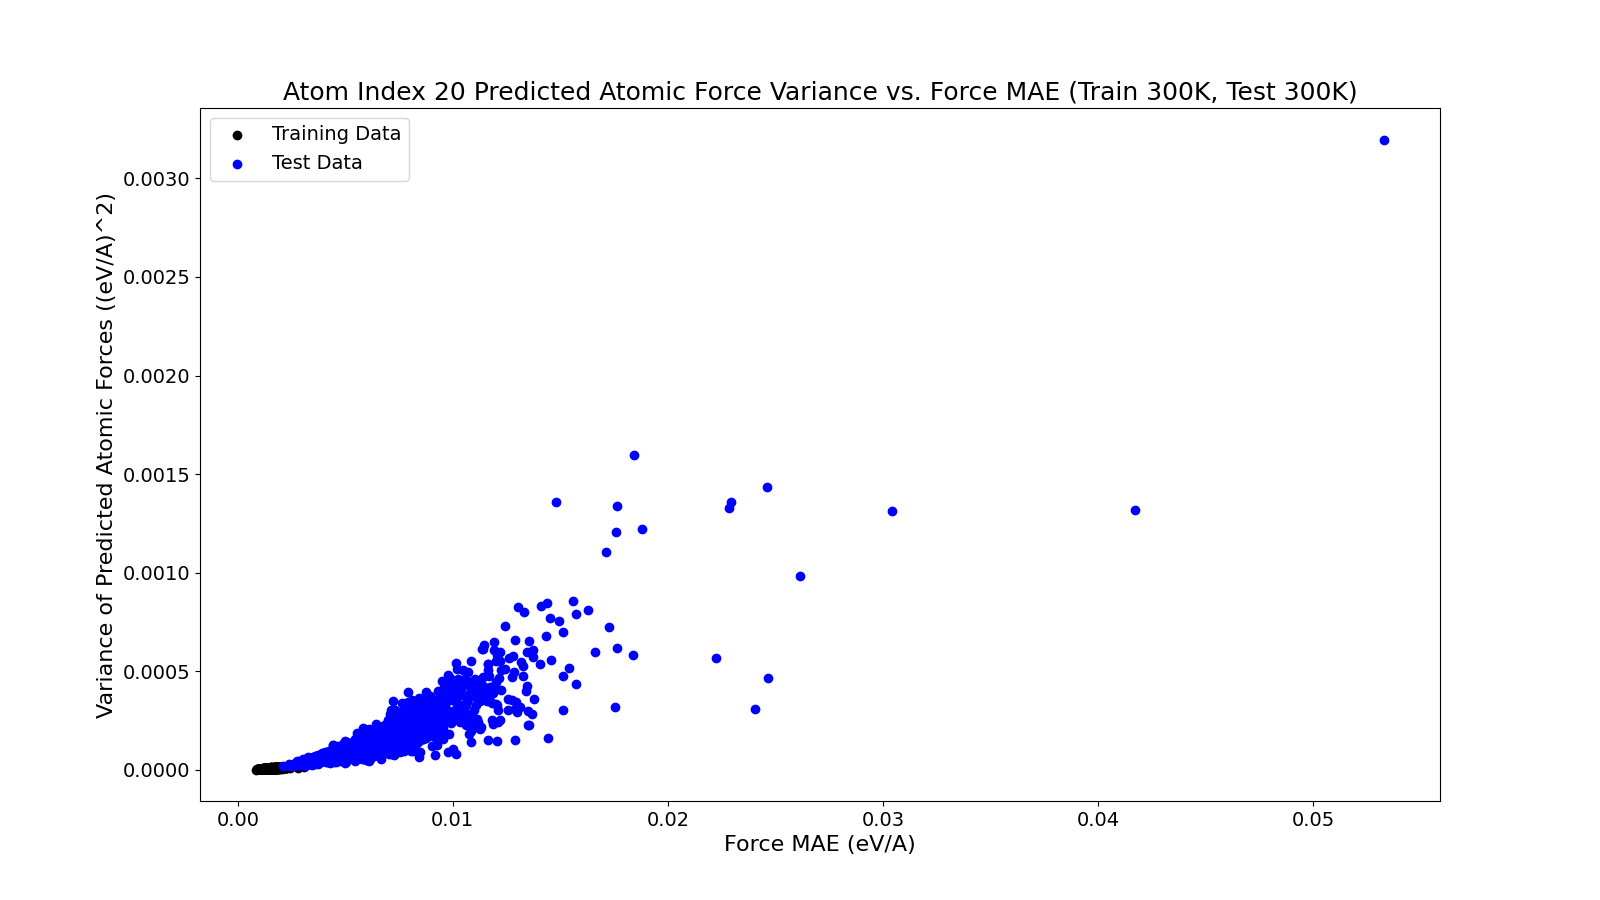 Atom Index 20 Predicted Atomic Force Variance vs. Force MAE (Train 300K, Test 300K)
Training Data
Test Data
Variance of Predicted Atomic Forces ((eV/A)^2)
0.0030
0.0025
0.0020
0.0015
0.0010
0.0005
0.0000
0.00 0.01 0.02 0.03 0.04 0.05
Force MAE (eV/A)